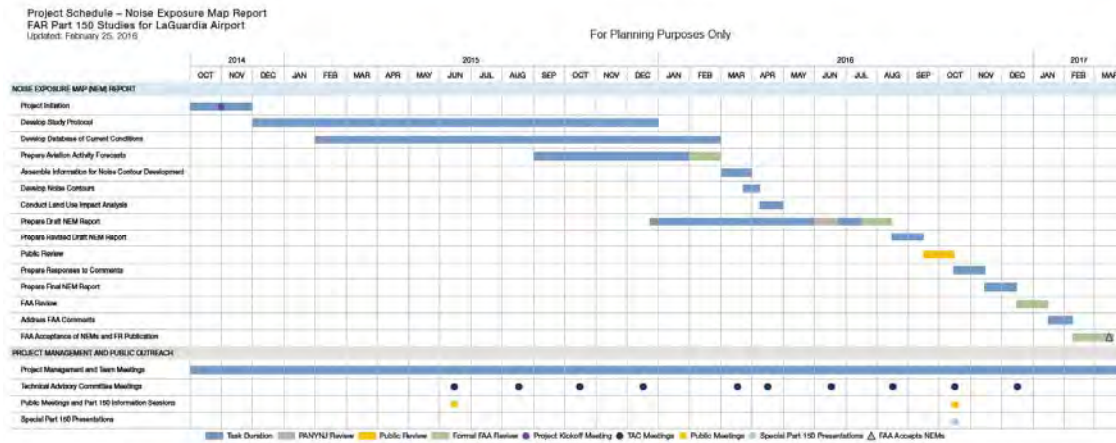 Project Schedule – Noise Exposure Map Report
FAR Part 150 Studies for LaGuardia Airport
Updated: February 25, 2016
For Planning Purposes Only
2014 2015 2016 2017
OCT NOV DEC JAN FEB MAR APR MAY JUN JUL AUG SEP OCT NOV DEC JAN FEB MAR APR MAY JUN JUL AUG SEP OCT NOV DEC JAN FEB MAR
NOISE EXPOSURE MAP (NEM) REPORT
Project Initiation
Develop Study Protocol
Develop Database of Current Conditions
Prepare Aviation Activity Forecasts
Assemble Information for Noise Contour Development
Develop Noise Contours
Conduct Land Use Impact Analysis
Prepare Draft NEM Report
Prepare Revised Draft NEM Report
Public Review
Prepare Responses to Comments
Prepare Final NEM Report
FAA Review
Address FAA Comments
FAA Acceptance of NEMs and FR Publication
PROJECT MANAGEMENT AND PUBLIC OUTREACH
Project Management and Team Meetings
Technical Advisory Committee Meetings
Public Meetings and Part 150 Information Sessions
Special Part 150 Presentations
Task Duration PANYNJ Review Public Review Formal FAA Review Project Kickoff Meeting TAC Meetings Public Meetings Special Part 150 Presentations FAA Accepts NEMs